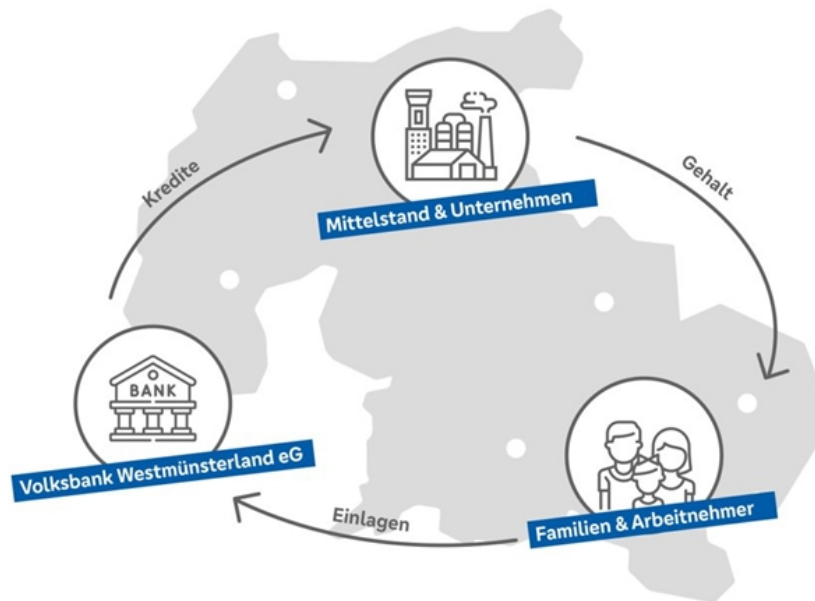 Kredite
Mittelstand & Unternehmen
Gehalt
BANK
Volksbank Westmünsterland eG
Einlagen
Familien & Arbeitnehmer